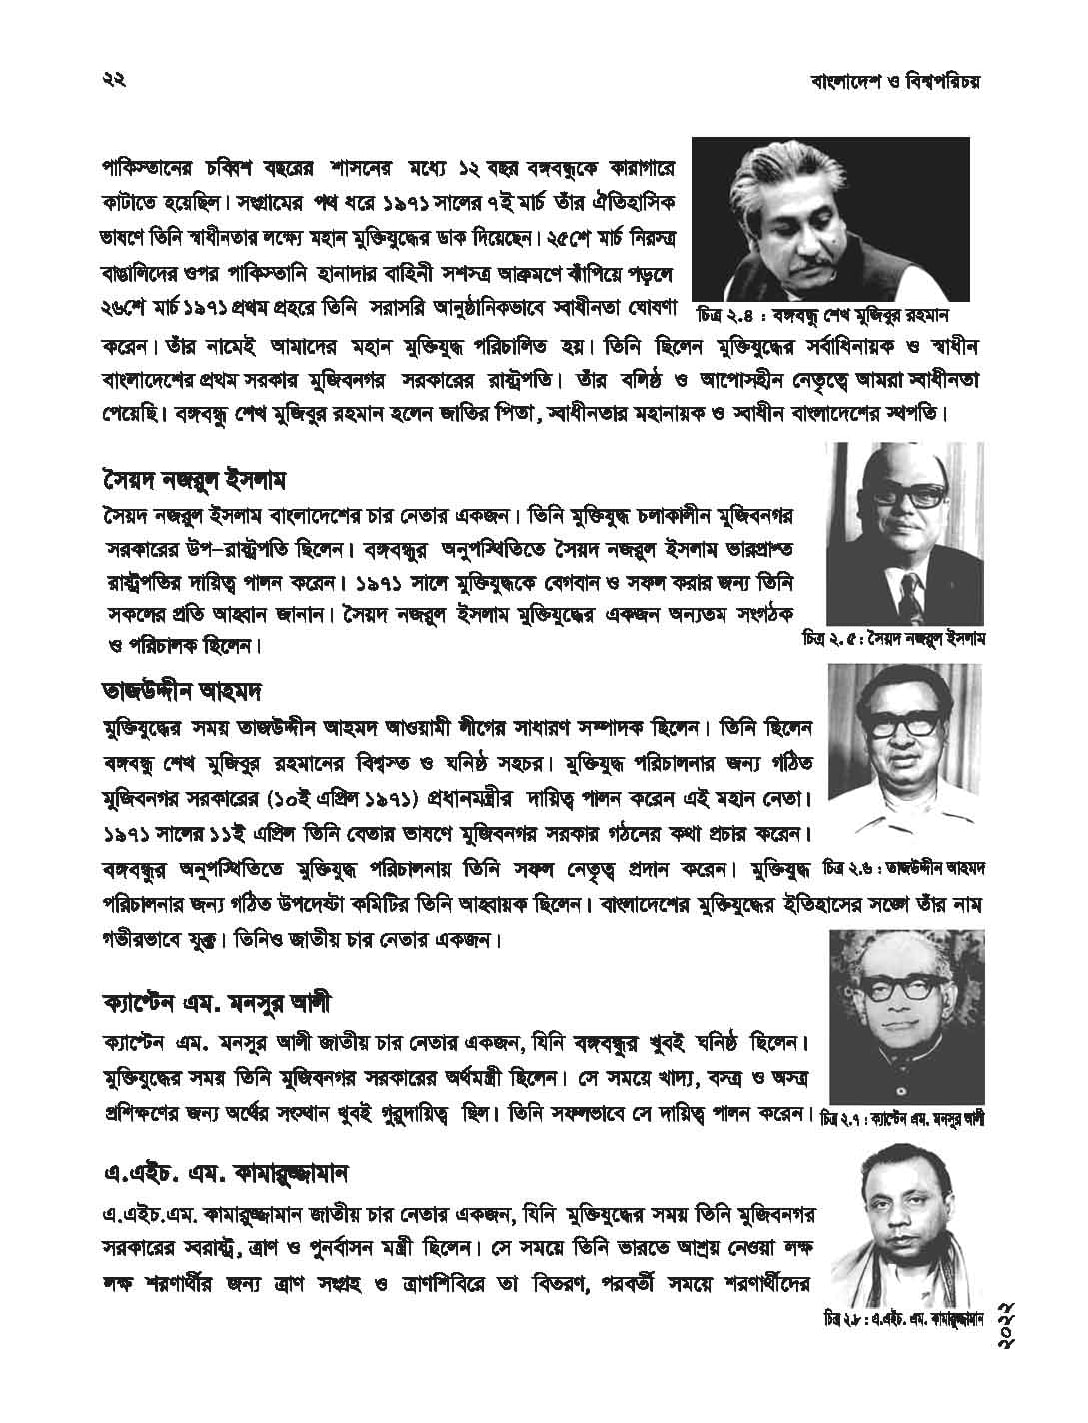 ২২
বাংলাদেশ ও বিশ্বপরিচয়
পাকিস্তানের চব্বিশ বছরের শাসনের মধ্যে ১২ বছর বঙ্গবন্ধুকে কারাগারে
কাটাতে হয়েছিল। সংগ্রামের পথ ধরে ১৯৭১ সালের ৭ই মার্চ তাঁর ঐতিহাসিক
ভাষণে তিনি স্বাধীনতার লক্ষ্যে মহান মুক্তিযুদ্ধের ডাক দিয়েছেন। ২৫শে মার্চ নিরস্ত্র
বাঙালিদের ওপর পাকিস্তানি হানাদার বাহিনী সশস্ত্র আক্রমণে ঝাঁপিয়ে পড়লে
২৬শে মার্চ ১৯৭১ প্রথম প্রহরে তিনি সরাসরি আনুষ্ঠানিকভাবে স্বাধীনতা ঘোষণা
চিত্র ২.৪ : বঙ্গবন্ধু শেখ মুজিবুর রহমান
করেন। তাঁর নামেই আমাদের মহান মুক্তিযুদ্ধ পরিচালিত হয়। তিনি ছিলেন মুক্তিযুদ্ধের সর্বাধিনায়ক ও স্বাধীন
বাংলাদেশের প্রথম সরকার মুজিবনগর সরকারের রাষ্ট্রপতি। তাঁর বলিষ্ঠ ও আপোসহীন নেতৃত্বে আমরা স্বাধীনতা
পেয়েছি। বঙ্গবন্ধু শেখ মুজিবুর রহমান হলেন জাতির পিতা, স্বাধীনতার মহানায়ক ও স্বাধীন বাংলাদেশের স্থপতি।
সৈয়দ নজরুল ইসলাম
সৈয়দ নজরুল ইসলাম বাংলাদেশের চার নেতার একজন। তিনি মুক্তিযুদ্ধ চলাকালীন মুজিবনগর
সরকারের উপ-রাষ্ট্রপতি ছিলেন। বঙ্গবন্ধুর অনুপস্থিতিতে সৈয়দ নজরুল ইসলাম ভারপ্রাপ্ত
রাষ্ট্রপতির দায়িত্ব পালন করেন। ১৯৭১ সালে মুক্তিযুদ্ধকে বেগবান ও সফল করার জন্য তিনি
সকলের প্রতি আহ্বান জানান। সৈয়দ নজরুল ইসলাম মুক্তিযুদ্ধের একজন অন্যতম সংগঠক
ও পরিচালক ছিলেন।
চিত্র ২.৫ : সৈয়দ নজরুল ইসলাম
তাজউদ্দীন আহমদ
মুক্তিযুদ্ধের সময় তাজউদ্দীন আহমদ আওয়ামী লীগের সাধারণ সম্পাদক ছিলেন। তিনি ছিলেন
বঙ্গবন্ধু শেখ মুজিবুর রহমানের বিশ্বস্ত ও ঘনিষ্ঠ সহচর। মুক্তিযুদ্ধ পরিচালনার জন্য গঠিত
মুজিবনগর সরকারের (১০ই এপ্রিল ১৯৭১) প্রধানমন্ত্রীর দায়িত্ব পালন করেন এই মহান নেতা।
১৯৭১ সালের ১১ই এপ্রিল তিনি বেতার ভাষণে মুজিবনগর সরকার গঠনের কথা প্রচার করেন।
বঙ্গবন্ধুর অনুপস্থিতিতে মুক্তিযুদ্ধ পরিচালনায় তিনি সফল নেতৃত্ব প্রদান করেন। মুক্তিযুদ্ধ
চিত্র ২.৬ : তাজউদ্দীন আহমদ
পরিচালনার জন্য গঠিত উপদেষ্টা কমিটির তিনি আহ্বায়ক ছিলেন। বাংলাদেশের মুক্তিযুদ্ধের ইতিহাসের সঙ্গে তাঁর নাম
গভীরভাবে যুক্ত। তিনিও জাতীয় চার নেতার একজন।
ক্যাপ্টেন এম. মনসুর আলী
ক্যাপ্টেন এম. মনসুর আলী জাতীয় চার নেতার একজন, যিনি বঙ্গবন্ধুর খুবই ঘনিষ্ঠ ছিলেন।
মুক্তিযুদ্ধের সময় তিনি মুজিবনগর সরকারের অর্থমন্ত্রী ছিলেন। সে সময়ে খাদ্য, বস্ত্র ও অস্ত্র
প্রশিক্ষণের জন্য অর্থের সংস্থান খুবই গুরুদায়িত্ব ছিল। তিনি সফলভাবে সে দায়িত্ব পালন করেন।
চিত্র ২.৭ : ক্যাপ্টেন এম. মনসুর আলী
এ.এইচ. এম. কামারুজ্জামান
এ.এইচ.এম. কামারুজ্জামান জাতীয় চার নেতার একজন, যিনি মুক্তিযুদ্ধের সময় তিনি মুজিবনগর
সরকারের স্বরাষ্ট্র, ত্রাণ ও পুনর্বাসন মন্ত্রী ছিলেন। সে সময়ে তিনি ভারতে আশ্রয় নেওয়া লক্ষ
লক্ষ শরণার্থীর জন্য ত্রাণ সংগ্রহ ও ত্রাণশিবিরে তা বিতরণ, পরবর্তী সময়ে শরণার্থীদের
চিত্র ২.৮ : এ.এইচ. এম. কামারুজ্জামান
২০২২